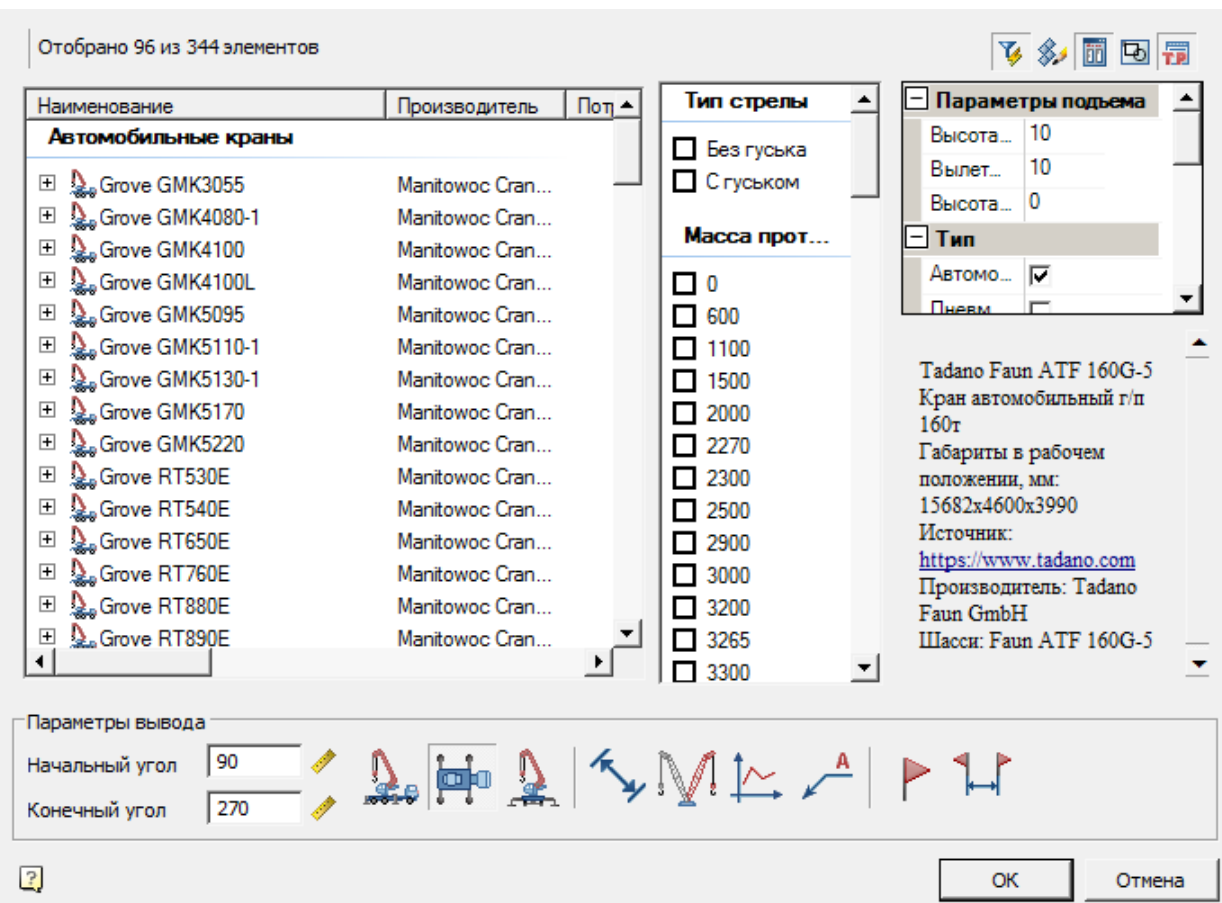 Отобрано 96 из 344 элементов
T.P.
Наименование Производитель Пот
Автомобильные краны
Grove GMK3055 Manitowoc Cran...
Grove GMK4080-1 Manitowoc Cran...
Grove GMK4100 Manitowoc Cran...
Grove GMK4100L Manitowoc Cran...
Grove GMK5095 Manitowoc Cran...
Grove GMK5110-1 Manitowoc Cran...
Grove GMK5130-1 Manitowoc Cran...
Grove GMK5170 Manitowoc Cran...
Grove GMK5220 Manitowoc Cran...
Grove RT530E Manitowoc Cran...
Grove RT540E Manitowoc Cran...
Grove RT650E Manitowoc Cran...
Grove RT760E Manitowoc Cran...
Grove RT880E Manitowoc Cran...
Grove RT890E Manitowoc Cran...
Тип стрелы
Без гуська
С гуськом
Масса прот...
0
600
1100
1500
2000
2270
2300
2500
2900
3000
3200
3265
3300
Параметры подъема
Высота... 10
Вылет... 10
Высота... 0
Тип
Автомо...
Пневм
Tadano Faun ATF 160G-5
Кран автомобильный г/п
160т
Габариты в рабочем
положении, мм:
15682x4600x3990
Источник:
https://www.tadano.com
Производитель: Tadano
Faun GmbH
Шасси: Faun ATF 160G-5
Параметры вывода
Начальный угол 90
Конечный угол 270
A
?
ОК Отмена